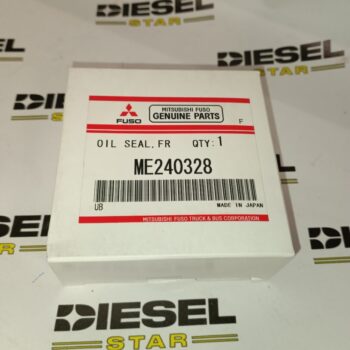 DIESEL
STAR
DIESEL
STAR
MITSUBISHI FUSO
GENUINE PARTS
FUSO
F
OIL SEAL,FR QTY:1
ME240328
UB
MADE IN JAPAN
MITSUBISHI FUSO TRUCK & BUS CORPORATION
DIESEL
STAR
DIESEL
STAR